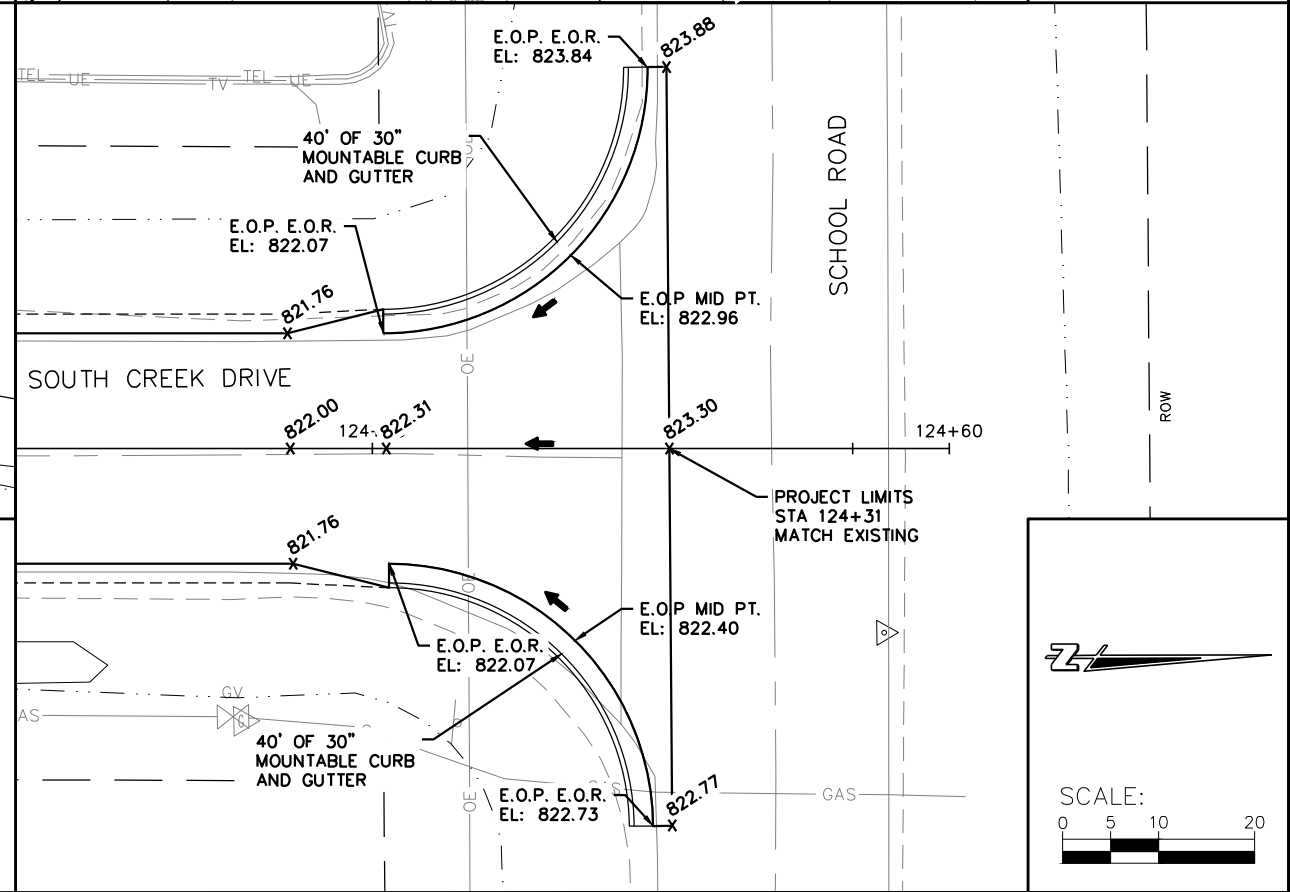 E.O.P. E.O.R.
EL: 823.84
823.88
TEL
UE
TV
TEL
UE
40' OF 30"
MOUNTABLE CURB
AND GUTTER
SCHOOL ROAD
E.O.P. E.O.R.
EL: 822.07
821.76
E.O.P MID PT.
EL: 822.96
OE
SOUTH CREEK DRIVE
822.00
822.31
823.30
124+60
ROW
PROJECT LIMITS
STA 124+31
MATCH EXISTING
821.76
OE
E.O.P MID PT.
EL: 822.40
E.O.P. E.O.R.
EL: 822.07
GV
G
AS
40' OF 30"
MOUNTABLE CURB
AND GUTTER
E.O.P. E.O.R.
EL: 822.73
822.77
OE
GAS
Z
SCALE:
0 5 10 20